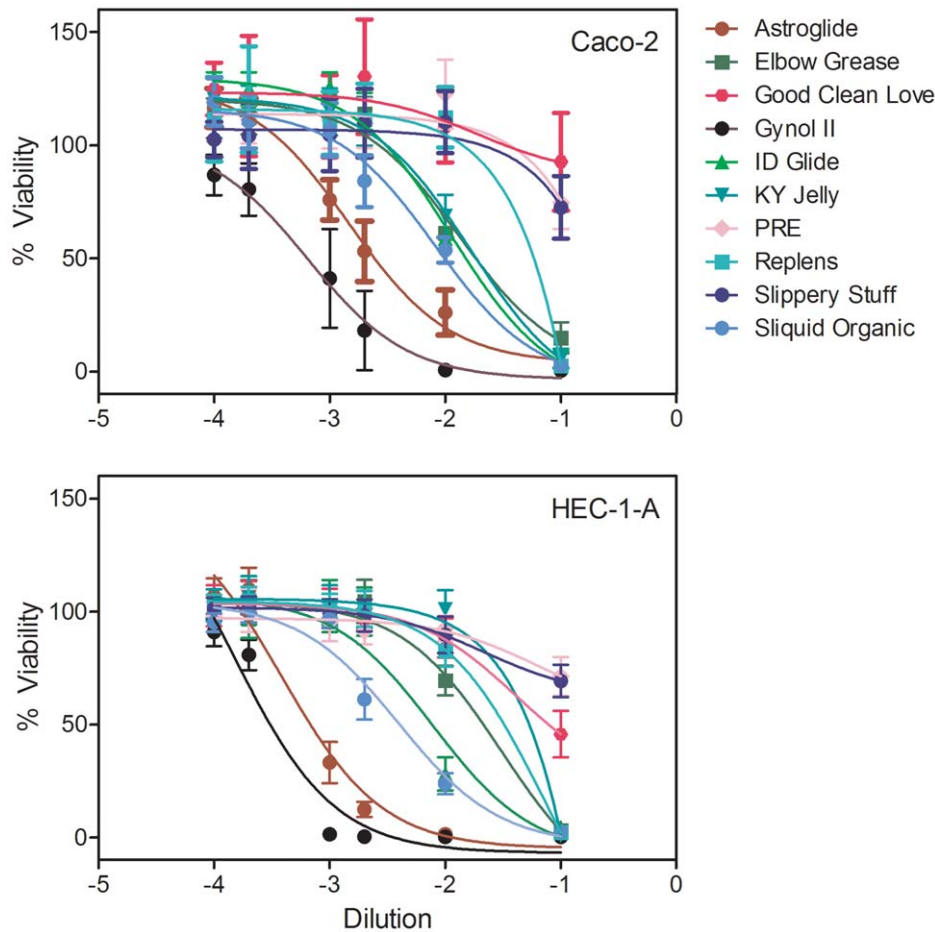 Caco-2
% Viability
150
100
50
0
-5 -4 -3 -2 -1 0
Astroglide
Elbow Grease
Good Clean Love
Gynol II
ID Glide
KY Jelly
PRE
Replens
Slippery Stuff
Sliquid Organic
HEC-1-A
% Viability
150
100
50
0
-5 -4 -3 -2 -1 0
Dilution